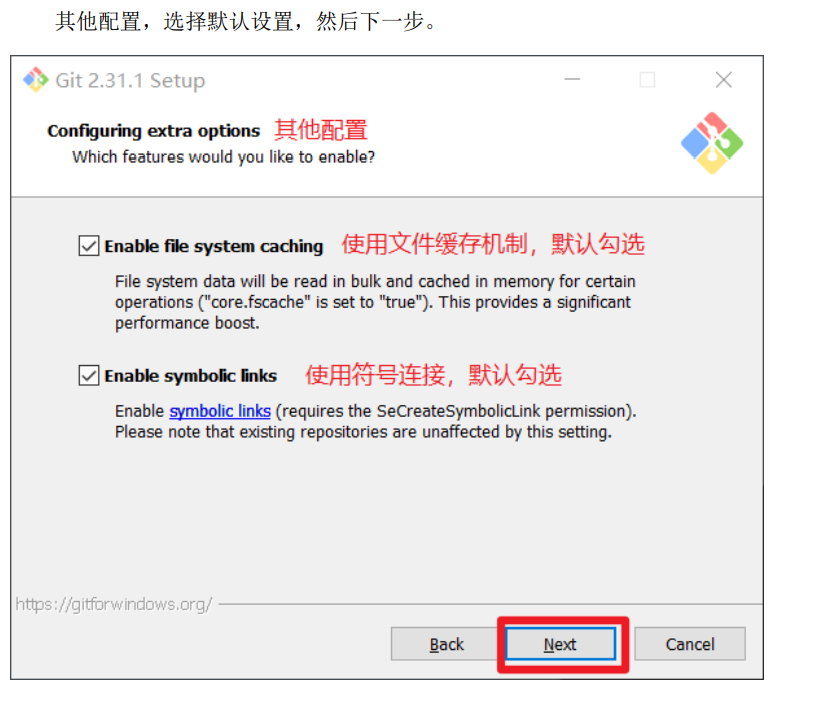 其他配置，选择默认设置，然后下一步。
Git 2.31.1 Setup
Configuring extra options 其他配置
Which features would you like to enable?
Enable file system caching 使用文件缓存机制，默认勾选
File system data will be read in bulk and cached in memory for certain
operations ("core.fscache" is set to "true"). This provides a significant
performance boost.
Enable symbolic links 使用符号连接，默认勾选
Enable symbolic links (requires the SeCreateSymbolicLink permission).
Please note that existing repositories are unaffected by this setting.
https://gitforwindows.org/
Back Next Cancel